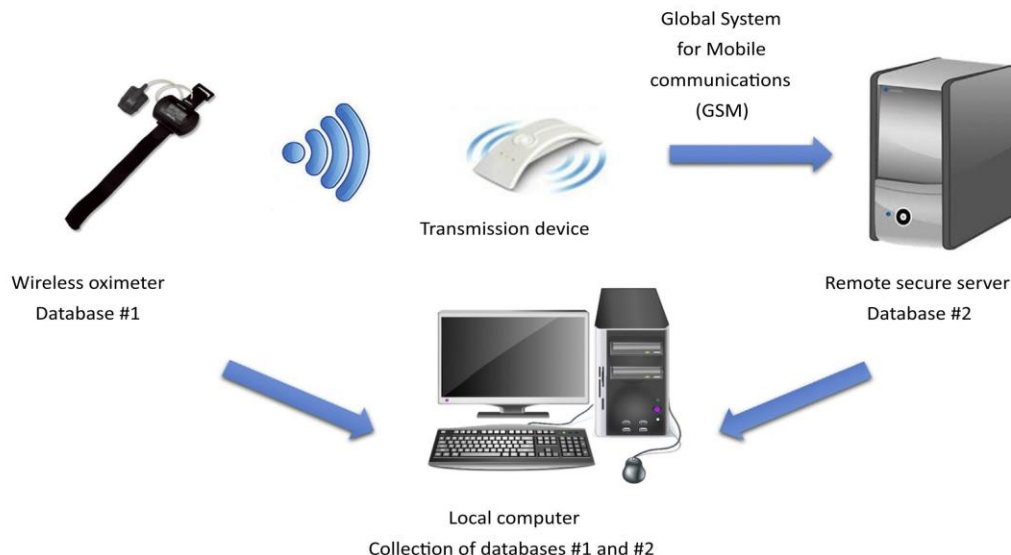 Global System
for Mobile
communications
(GSM)
Transmission device
Wireless oximeter
Database #1
Remote secure server
Database #2
Local computer
Collection of databases #1 and #2